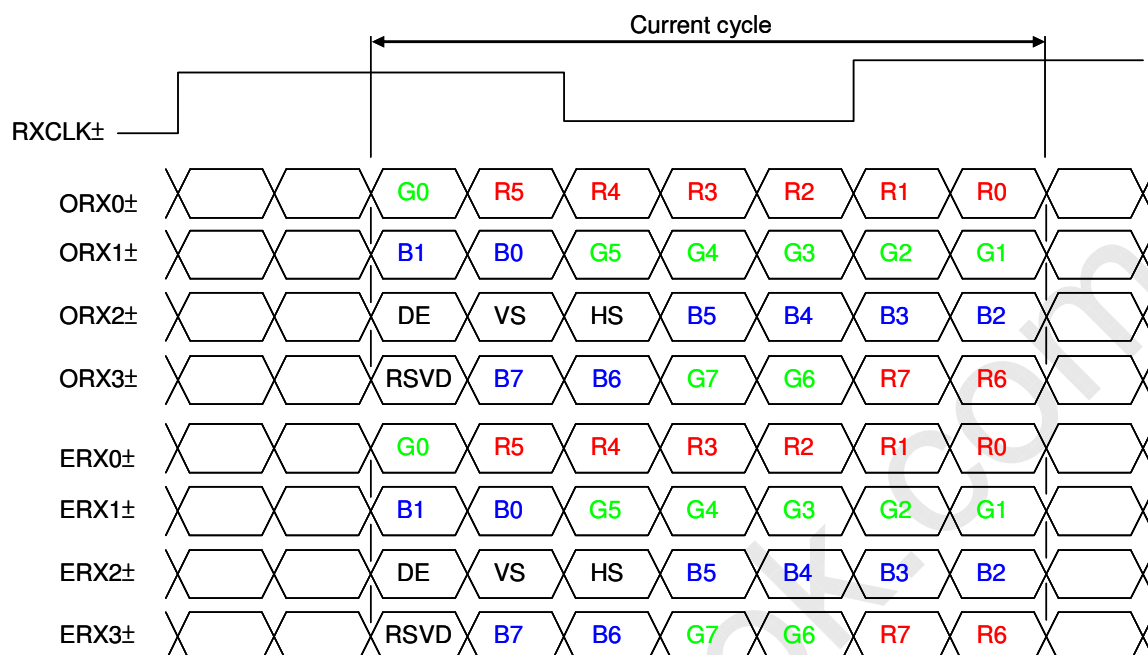 Current cycle
RXCLK±
ORX0± G0 R5 R4 R3 R2 R1 R0
ORX1± B1 B0 G5 G4 G3 G2 G1
ORX2± DE VS HS B5 B4 B3 B2
ORX3± RSVD B7 B6 G7 G6 R7 R6
ERX0± G0 R5 R4 R3 R2 R1 R0
ERX1± B1 B0 G5 G4 G3 G2 G1
ERX2± DE VS HS B5 B4 B3 B2
ERX3± RSVD B7 B6 G7 G6 R7 R6